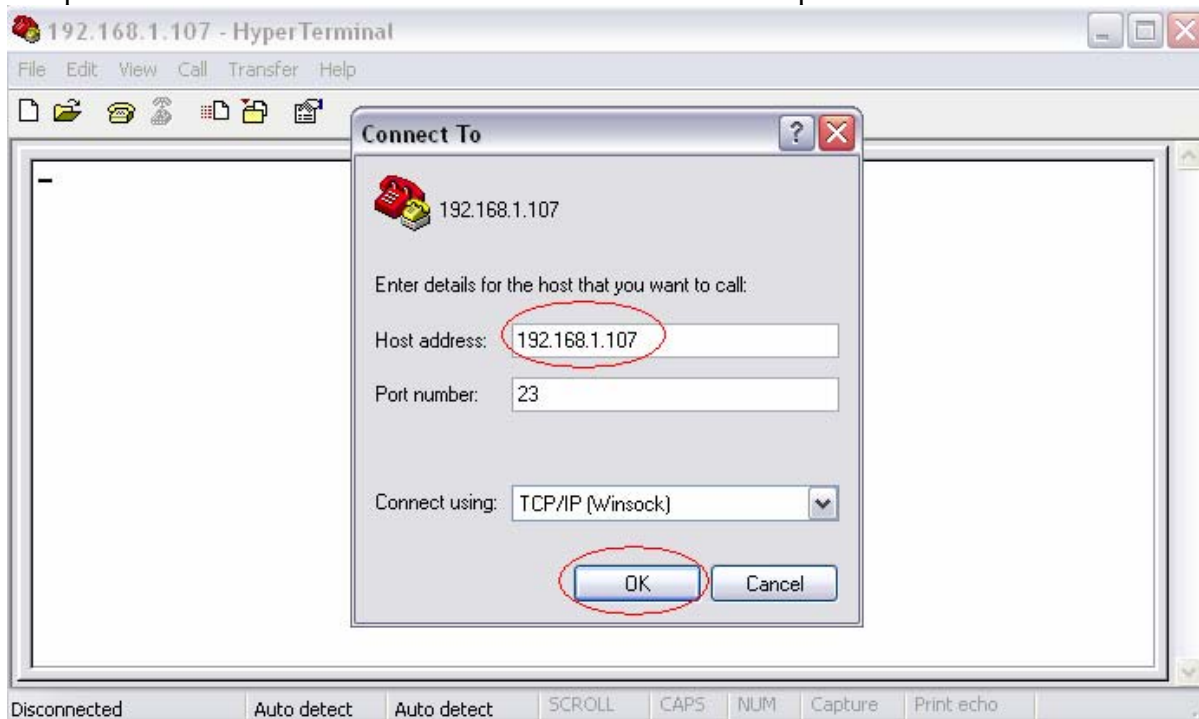 192.168.1.107 - HyperTerminal
File Edit View Call Transfer Help
Connect To
192.168.1.107
Enter details for the host that you want to call:
Host address: 192.168.1.107
Port number: 23
Connect using: TCP/IP (Winsock)
OK Cancel
Disconnected Auto detect Auto detect SCROLL CAPS NUM Capture Print echo